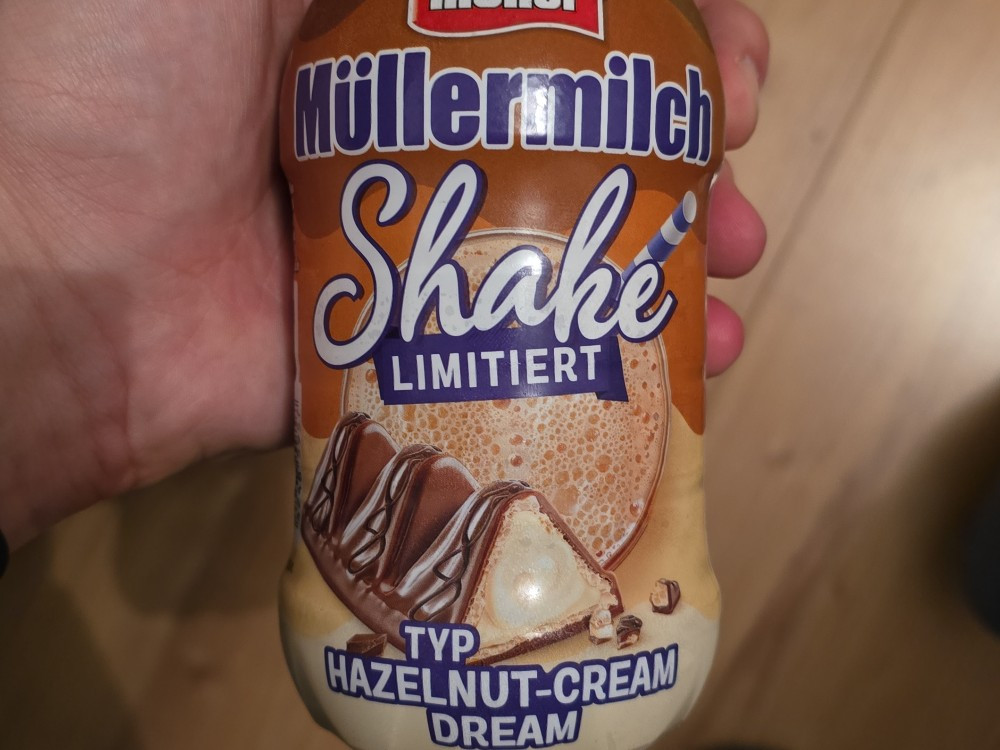 Müllermilch
Shake
LIMITIERT
TYP
HAZELNUT-CREAM
DREAM